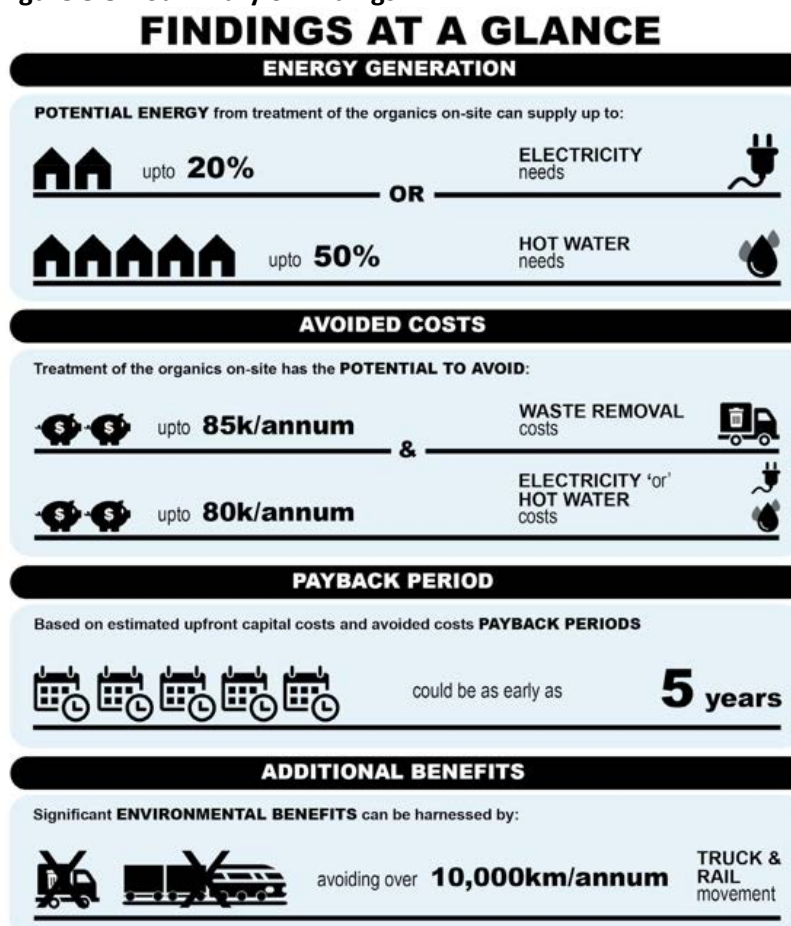 FINDINGS AT A GLANCE
ENERGY GENERATION
POTENTIAL ENERGY from treatment of the organics on-site can supply up to:
upto 20% ELECTRICITY
needs
OR
upto 50% HOT WATER
needs
AVOIDED COSTS
Treatment of the organics on-site has the POTENTIAL TO AVOID:
$ $ upto 85k/annum WASTE REMOVAL
costs
&
$ $ upto 80k/annum ELECTRICITY 'or'
HOT WATER
costs
PAYBACK PERIOD
Based on estimated upfront capital costs and avoided costs PAYBACK PERIODS
could be as early as 5 years
ADDITIONAL BENEFITS
Significant ENVIRONMENTAL BENEFITS can be harnessed by:
avoiding over 10,000km/annum TRUCK &
RAIL
movement